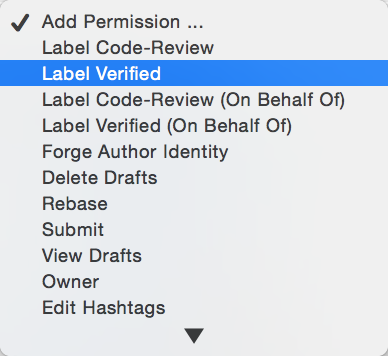 Add Permission ...
Label Code-Review
Label Verified
Label Code-Review (On Behalf Of)
Label Verified (On Behalf Of)
Forge Author Identity
Delete Drafts
Rebase
Submit
View Drafts
Owner
Edit Hashtags